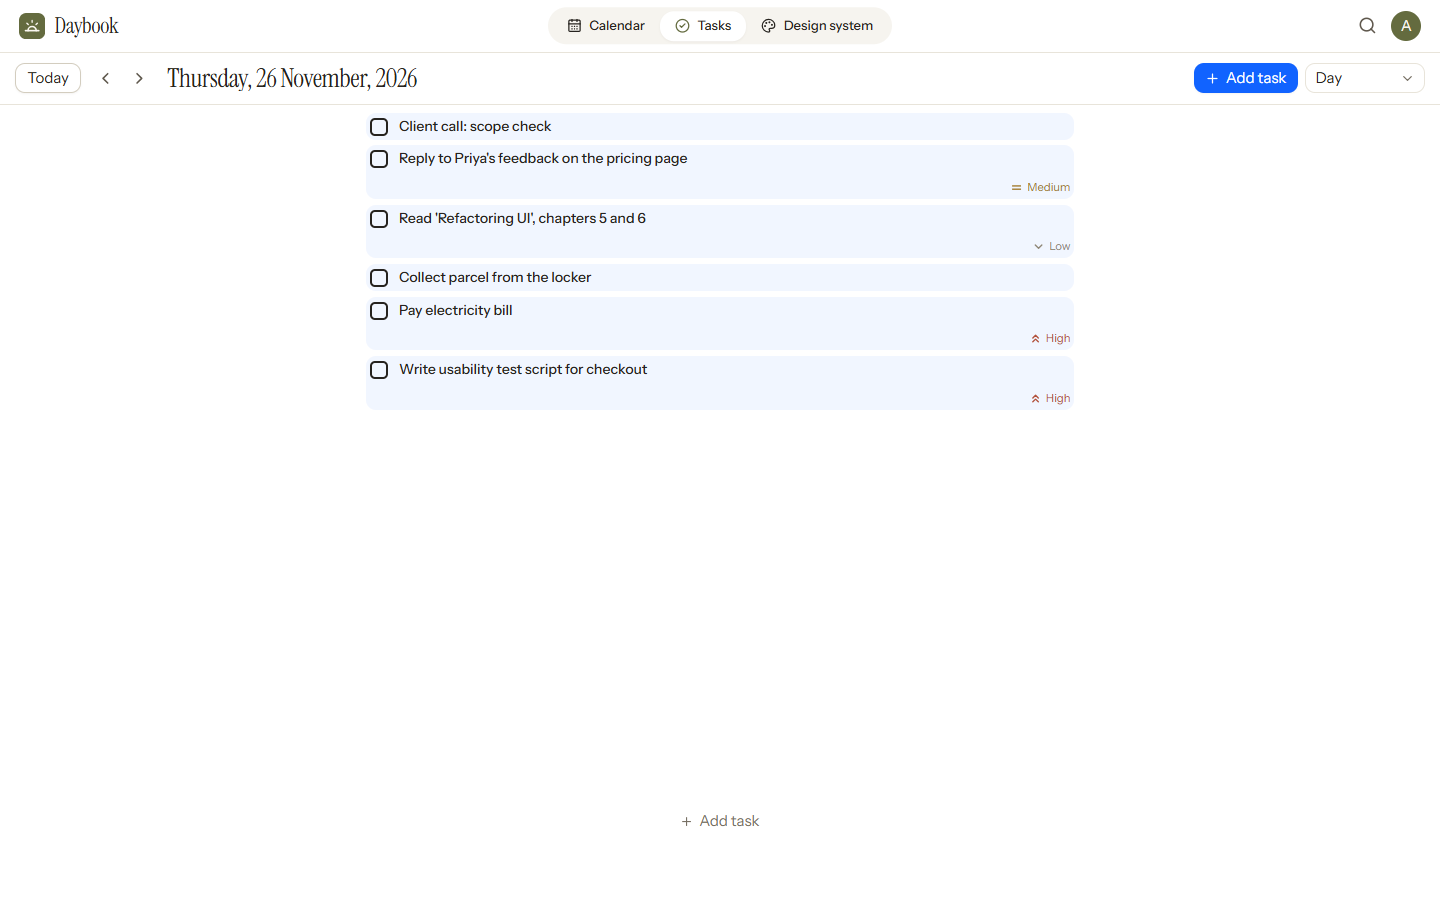 Daybook
Calendar
Tasks
Design system
A
Today
Thursday, 26 November, 2026
Add task
Day
Client call: scope check
Reply to Priya's feedback on the pricing page
Medium
Read 'Refactoring UI', chapters 5 and 6
Low
Collect parcel from the locker
Pay electricity bill
High
Write usability test script for checkout
High
Add task